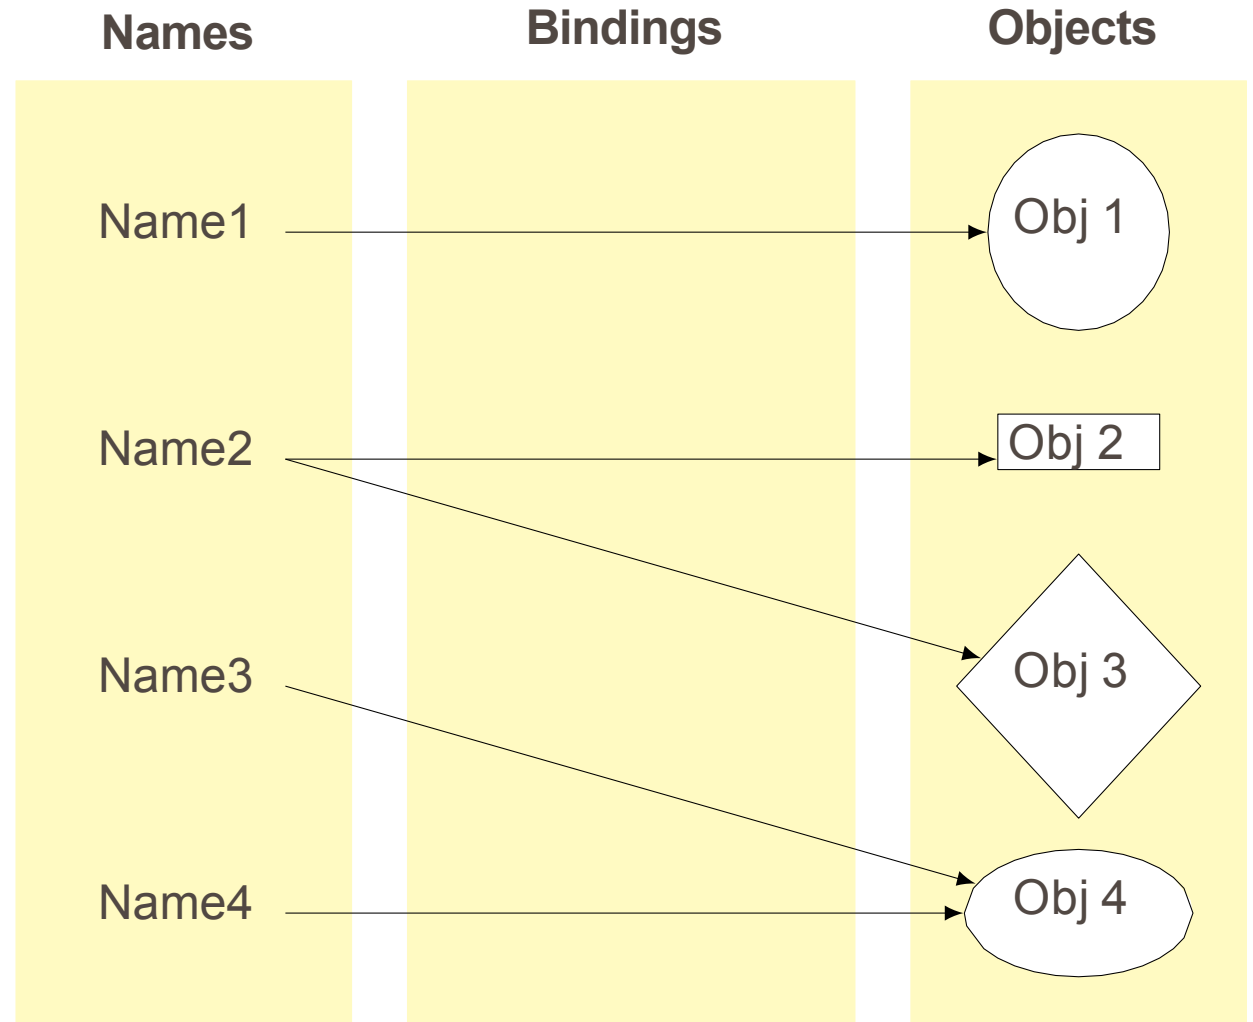 Names Bindings Objects
Name1 Obj 1
Name2 Obj 2
Name3 Obj 3
Name4 Obj 4